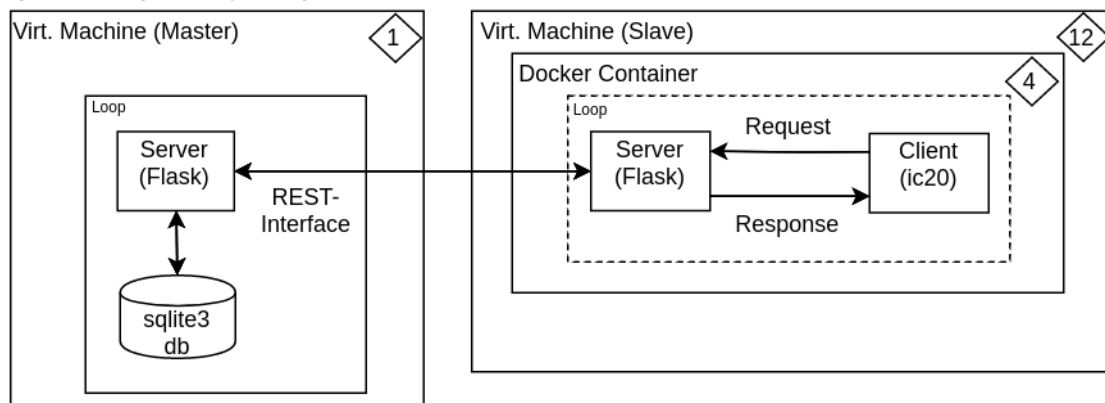 Virt. Machine (Master)
1
Loop
Server
(Flask)
REST-
Interface
sqlite3
db
Virt. Machine (Slave)
12
Docker Container
4
Loop
Server
(Flask)
Request
Response
Client
(ic20)